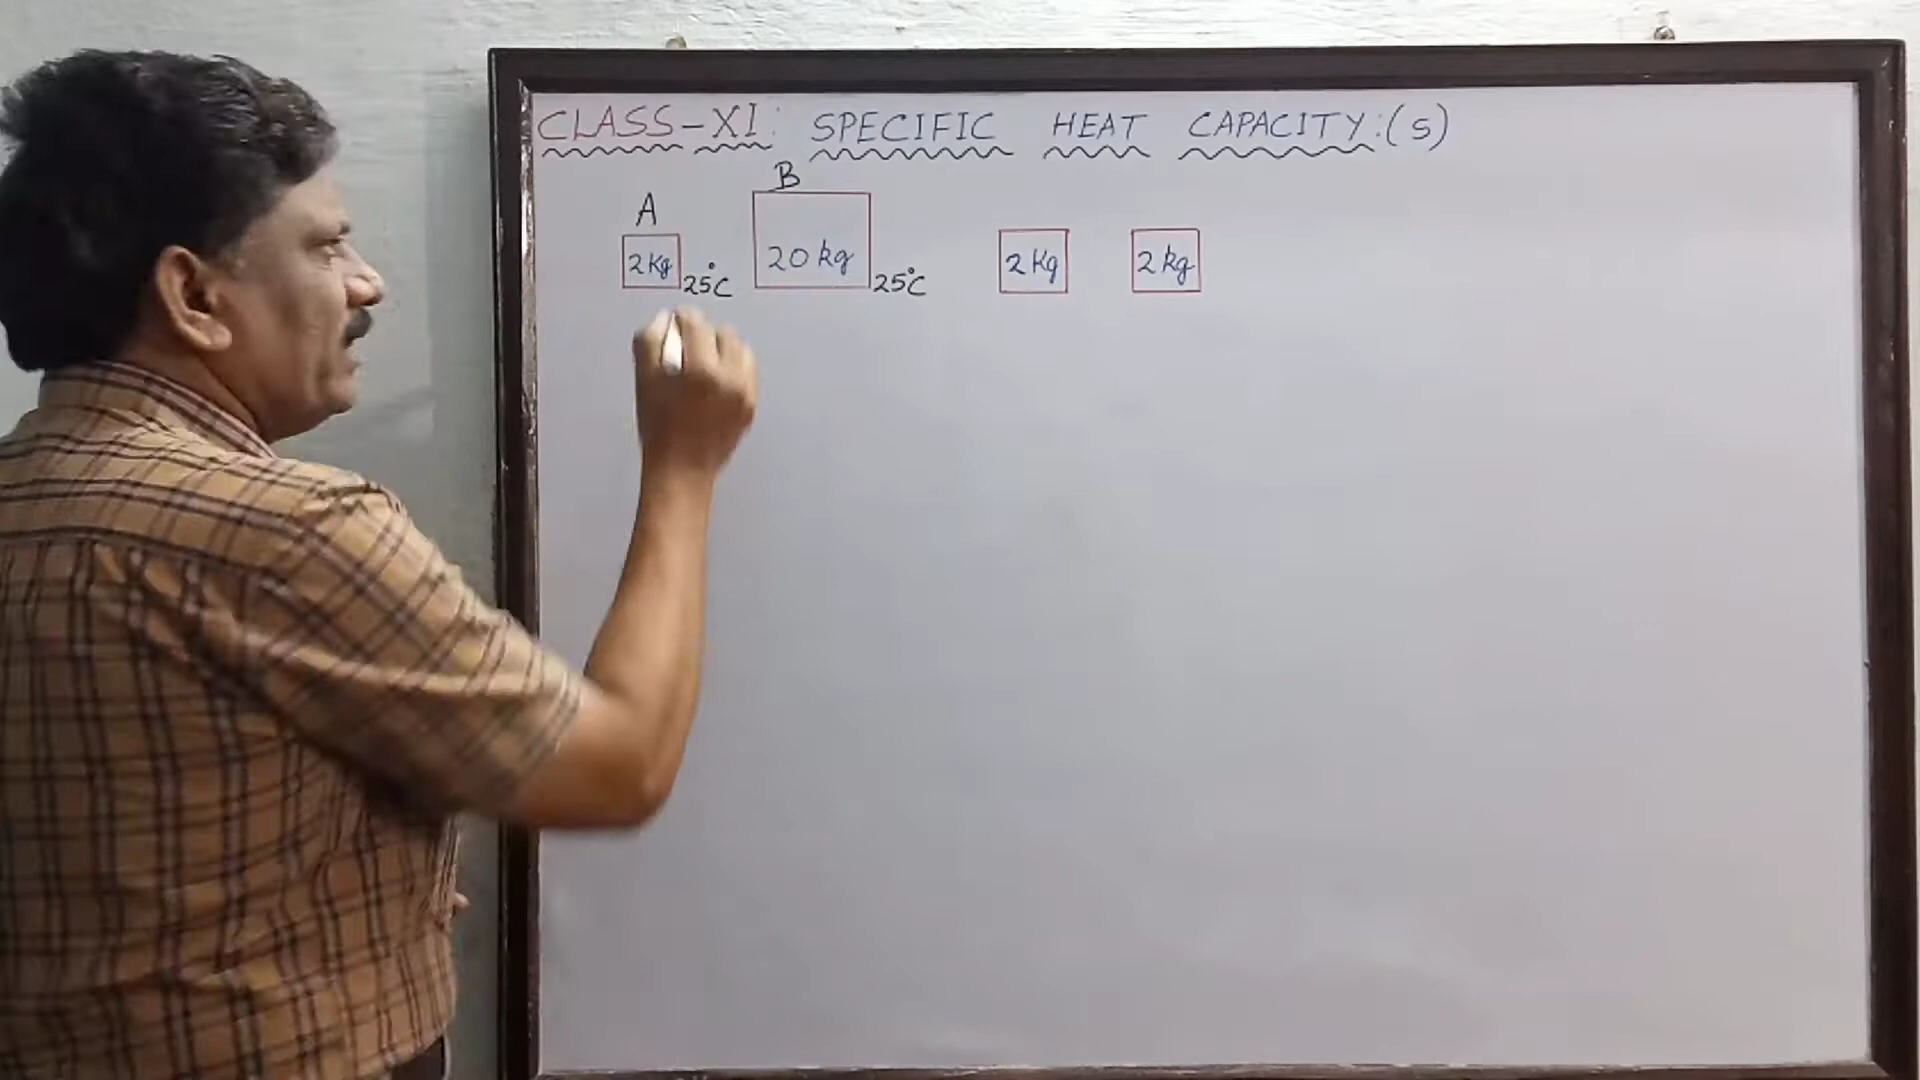 CLASS-XI: SPECIFIC HEAT CAPACITY:(S)
A B
2 Kg 25°C 20 kg 25°C 2 Kg 2 kg